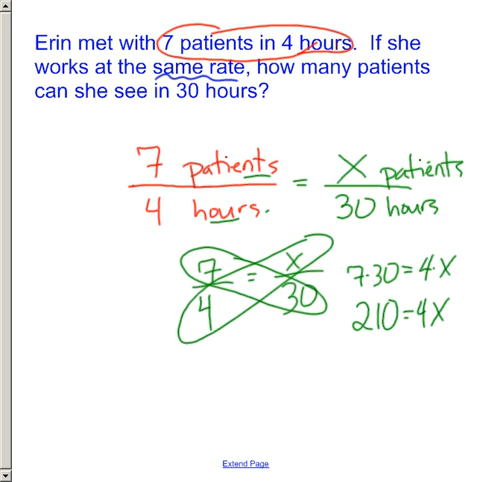 Erin met with 7 patients in 4 hours. If she
works at the same rate, how many patients
can she see in 30 hours?
7 patients = X patients
4 hours. 30 hours
7 = x 7·30=4·x
4 30 210=4x
Extend Page